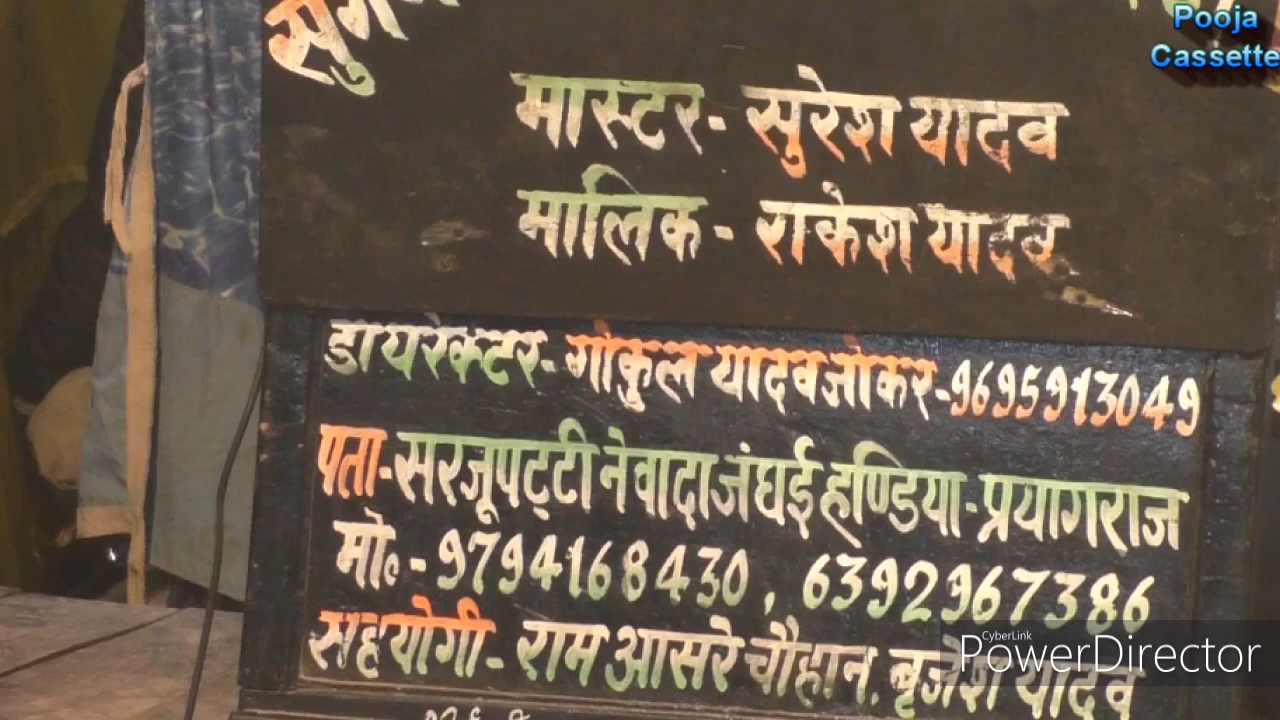 Pooja
Cassette
मास्टर- सुरेश यादव
मालिक - राकेश यादव
डायरेक्टर- गोकुल यादव जोकर-9695913049
पता-सरजूपट्टी नेवादा जंघई हण्डिया-प्रयागराज
मो०-9794168430, 6392967386
सहयोगी- राम आसरे चौहान, बृजेश यादव
CyberLink
PowerDirector